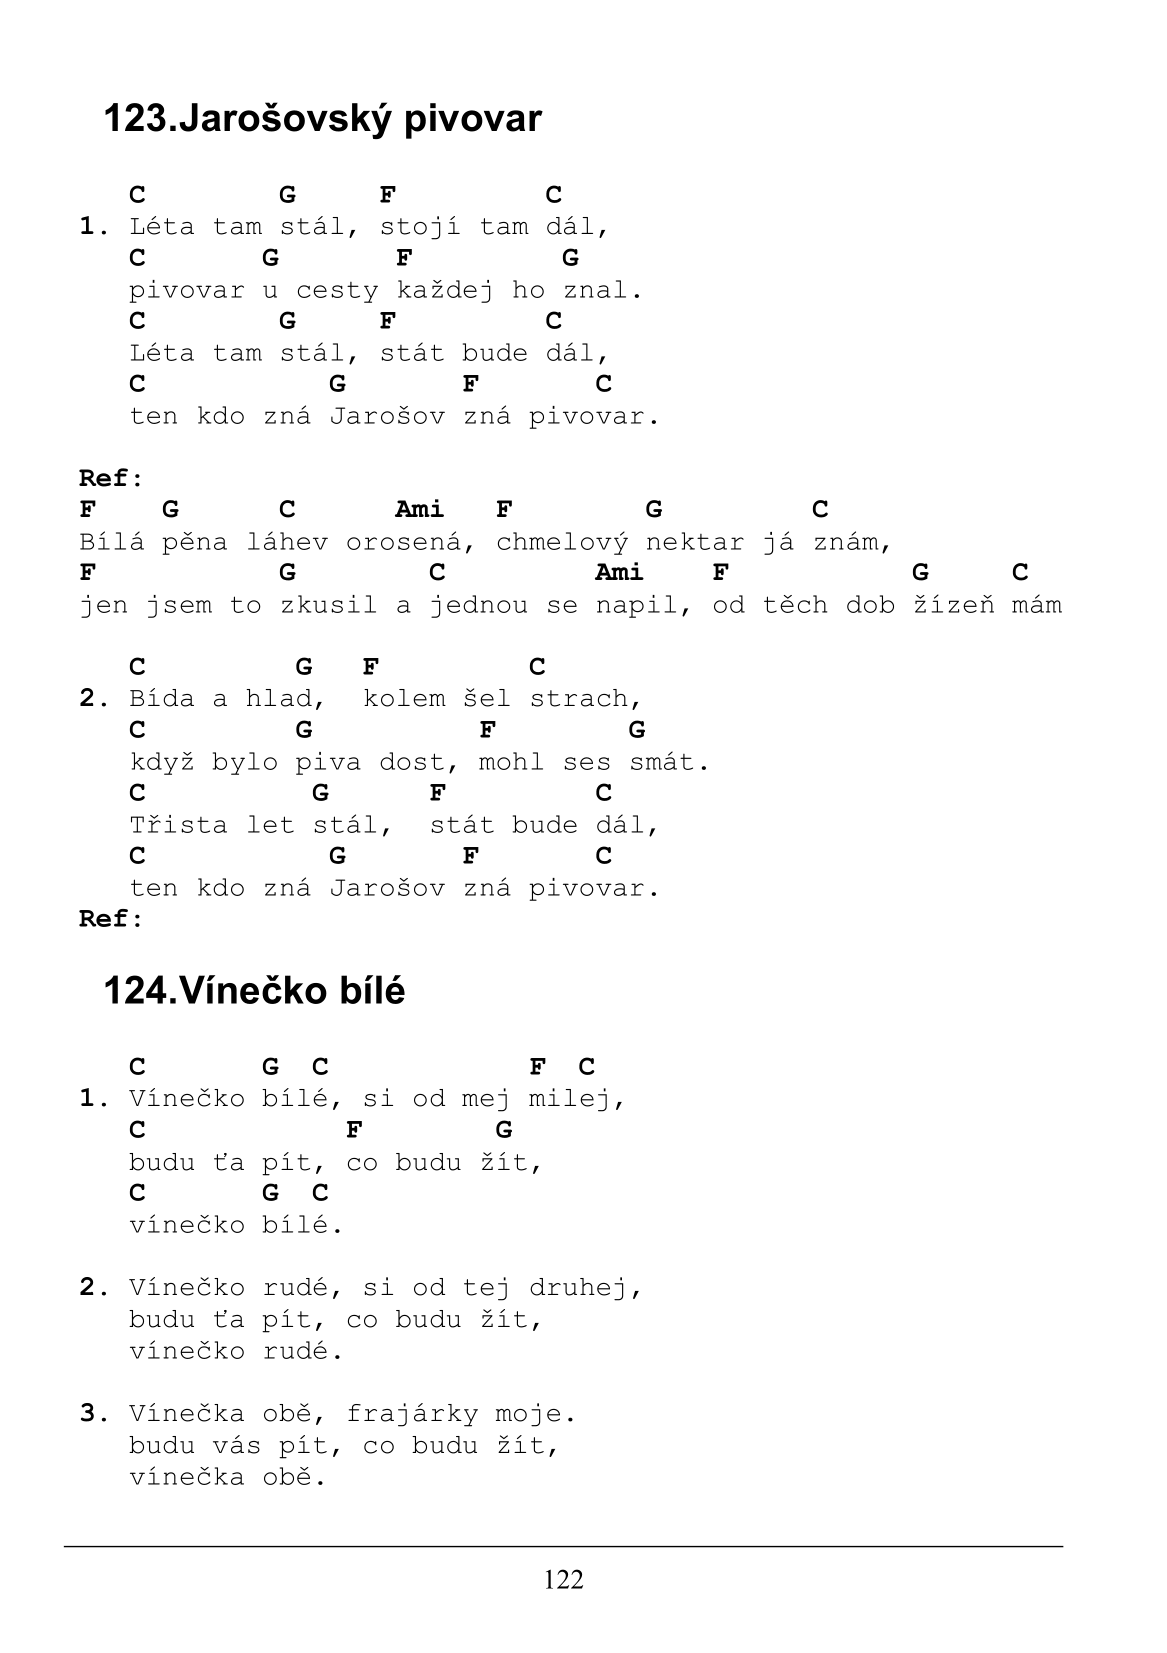 123.Jarošovský pivovar
   C        G     F         C
1. Léta tam stál, stojí tam dál,
   C       G       F         G
   pivovar u cesty každej ho znal.
   C        G     F         C
   Léta tam stál, stát bude dál,
   C           G       F       C
   ten kdo zná Jarošov zná pivovar.
Ref:
F    G      C      Ami   F        G         C
Bílá pěna láhev orosená, chmelový nektar já znám,
F           G        C         Ami    F           G     C
jen jsem to zkusil a jednou se napil, od těch dob žízeň mám
   C         G   F         C
2. Bída a hlad,  kolem šel strach,
   C         G          F        G
   když bylo piva dost, mohl ses smát.
   C          G      F         C
   Třista let stál,  stát bude dál,
   C           G       F       C
   ten kdo zná Jarošov zná pivovar.
Ref:
124.Vínečko bílé
   C       G  C            F  C
1. Vínečko bílé, si od mej milej,
   C            F        G
   budu ťa pít, co budu žít,
   C       G  C
   vínečko bílé.
2. Vínečko rudé, si od tej druhej,
   budu ťa pít, co budu žít,
   vínečko rudé.
3. Vínečka obě, frajárky moje.
   budu vás pít, co budu žít,
   vínečka obě.
122